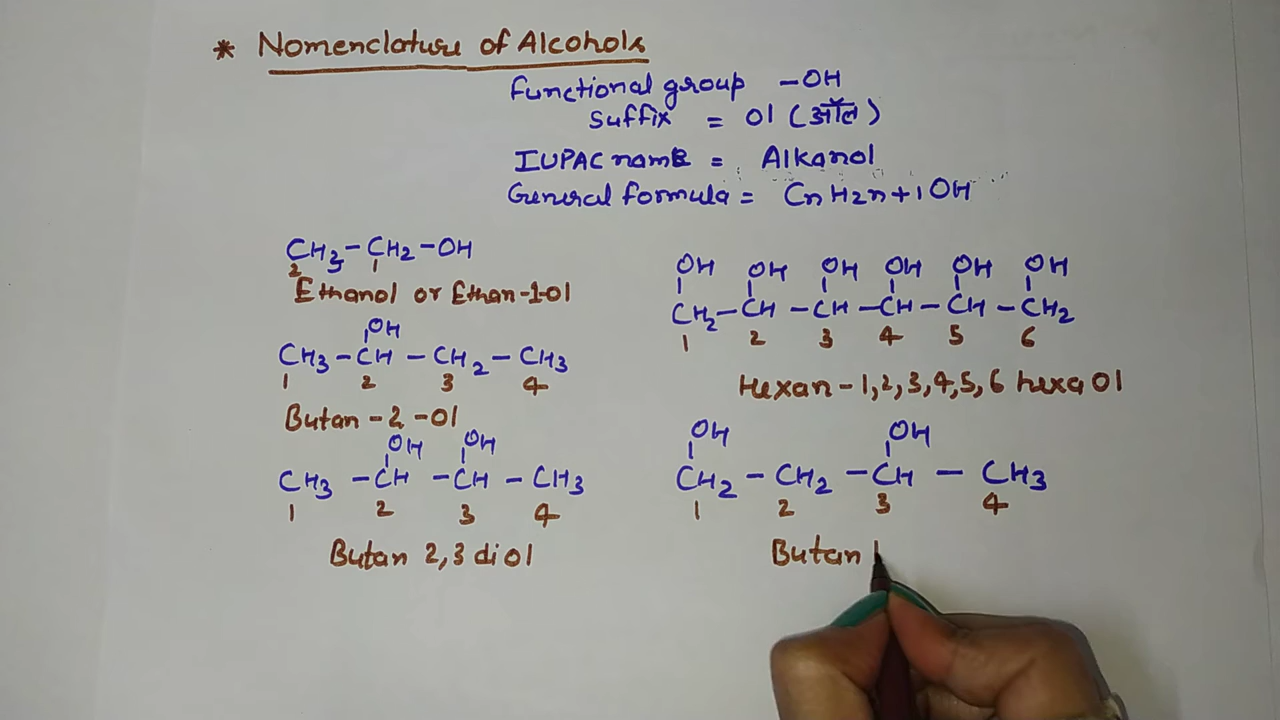 * Nomenclature of Alcohols
Functional group -OH
suffix = ol (ऑल)
IUPAC name = Alkanol
General formula = CnH2n+1OH
CH3-CH2-OH
2 1
Ethanol or Ethan-1-ol
OH
CH3-CH-CH2-CH3
1 2 3 4
Butan-2-ol
OH OH
CH3-CH-CH-CH3
1 2 3 4
Butan 2,3 diol
OH OH OH OH OH OH
CH2-CH-CH-CH-CH-CH2
1 2 3 4 5 6
Hexan-1,2,3,4,5,6 hexa ol
OH OH
CH2-CH2-CH-CH3
1 2 3 4
Butan 1